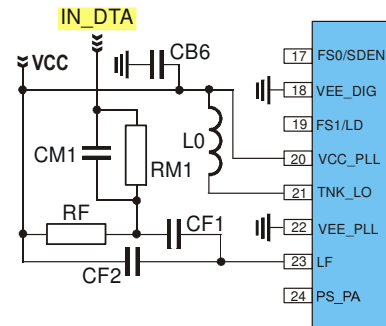 IN_DTA
VCC
CB6
17 FS0/SDEN
18 VEE_DIG
19 FS1/LD
CM1
RM1
L0
20 VCC_PLL
21 TNK_LO
RF
CF1
22 VEE_PLL
CF2
23 LF
24 PS_PA